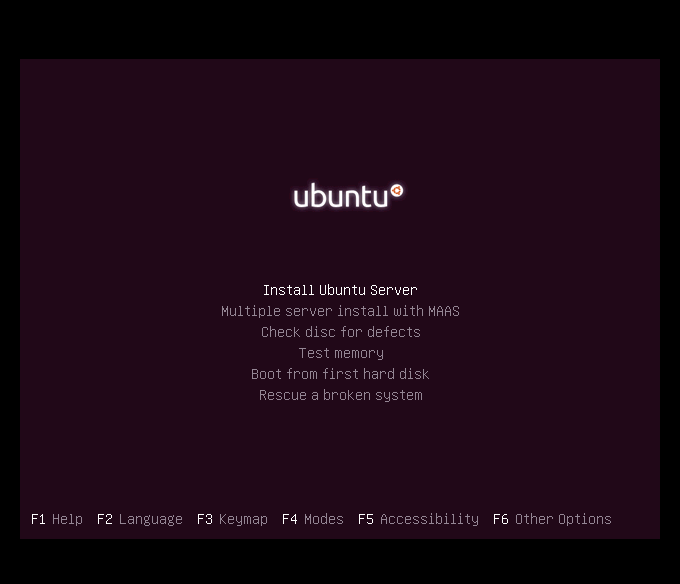 ubuntu
Install Ubuntu Server
Multiple server install with MAAS
Check disc for defects
Test memory
Boot from first hard disk
Rescue a broken system
F1 Help F2 Language F3 Keymap F4 Modes F5 Accessibility F6 Other Options